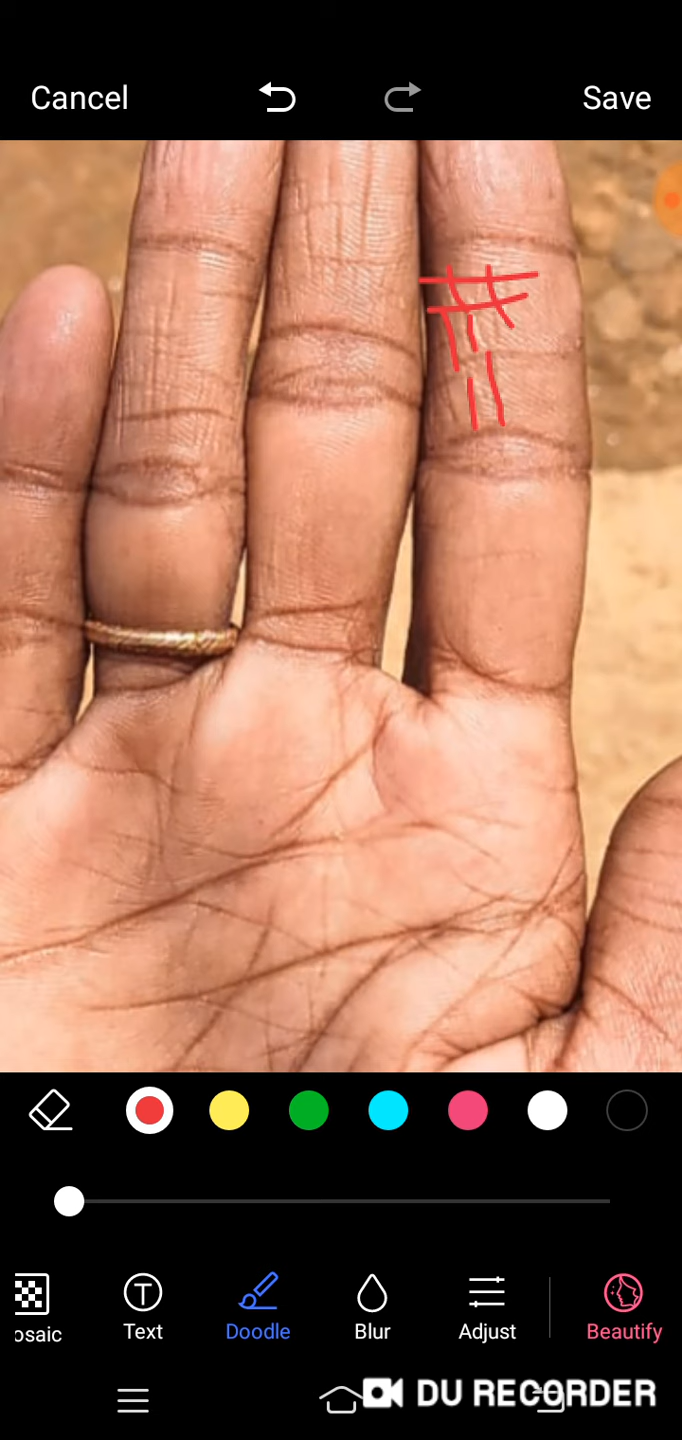 Cancel
Save
osaic
Text
Doodle
Blur
Adjust
Beautify
DU RECORDER